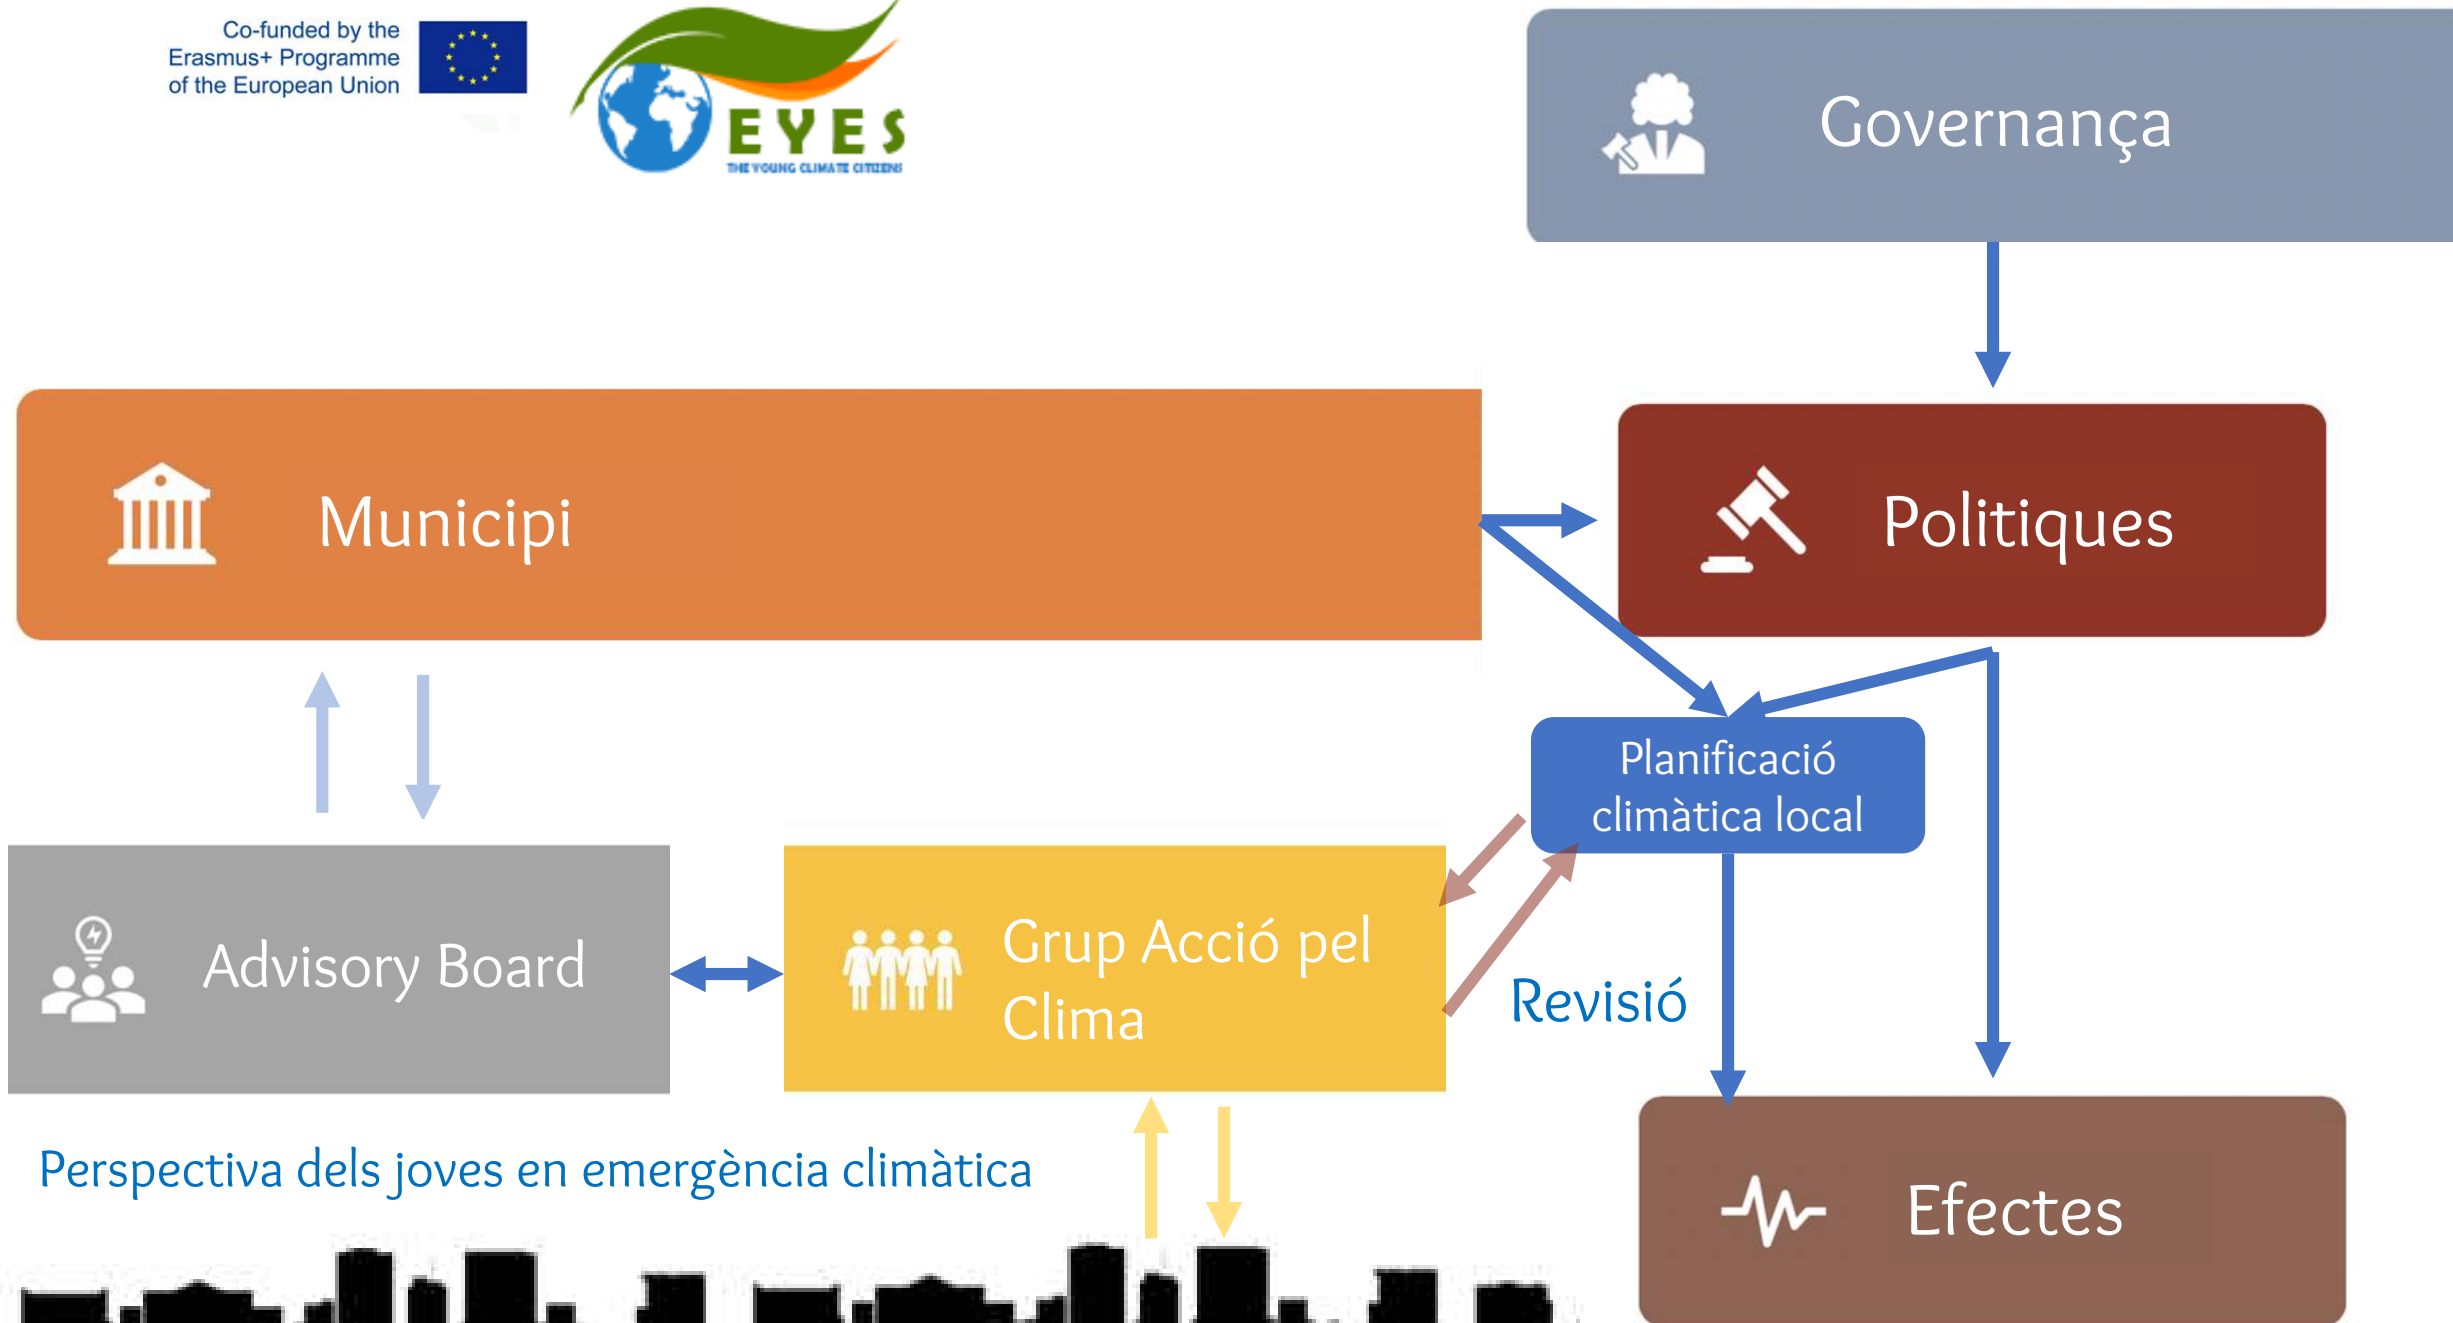 Co-funded by the
Erasmus+ Programme
of the European Union
EYES
THE YOUNG CLIMATE CITIZENS
Governança
Municipi
Politiques
Planificació
climàtica local
Advisory Board
Grup Acció pel
Clima
Revisió
Perspectiva dels joves en emergència climàtica
Efectes